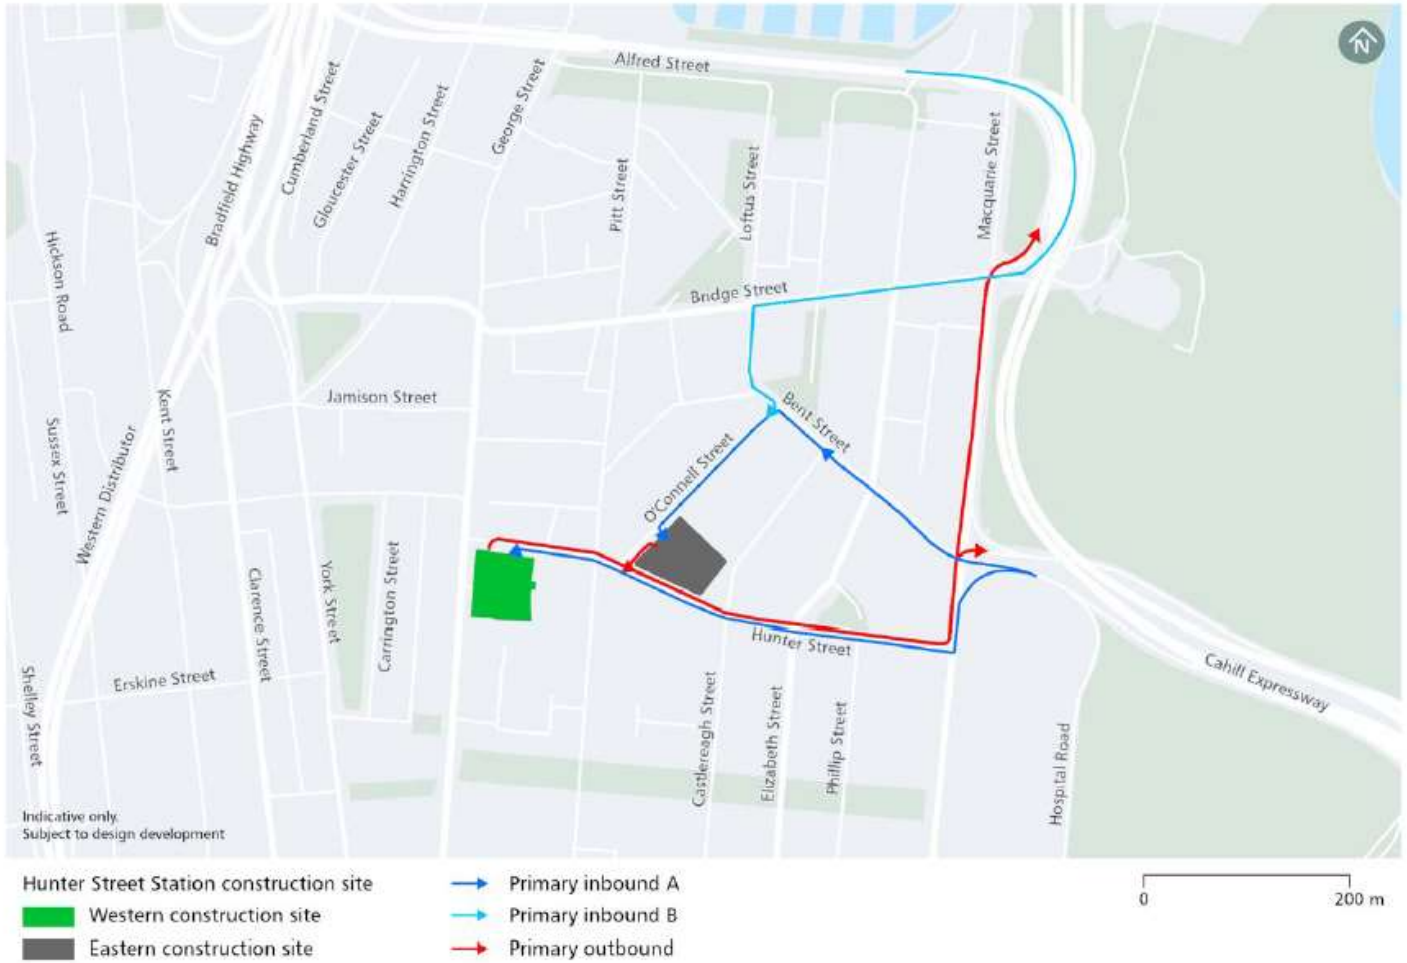 N
Alfred Street
George Street
Cumberland Street
Harrington Street
Gloucester Street
Bradfield Highway
Macquarie Street
Pitt Street
Loftus Street
Hickson Road
Bridge Street
Jamison Street
Kent Street
Bent Street
Sussex Street
Western Distributor
O'Connell Street
Carrington Street
York Street
Clarence Street
Hunter Street
Cahill Expressway
Erskine Street
Shelley Street
Castlereagh Street
Elizabeth Street
Phillip Street
Hospital Road
Indicative only.
Subject to design development
Hunter Street Station construction site
Western construction site
Eastern construction site
Primary inbound A
Primary inbound B
Primary outbound
0 200 m